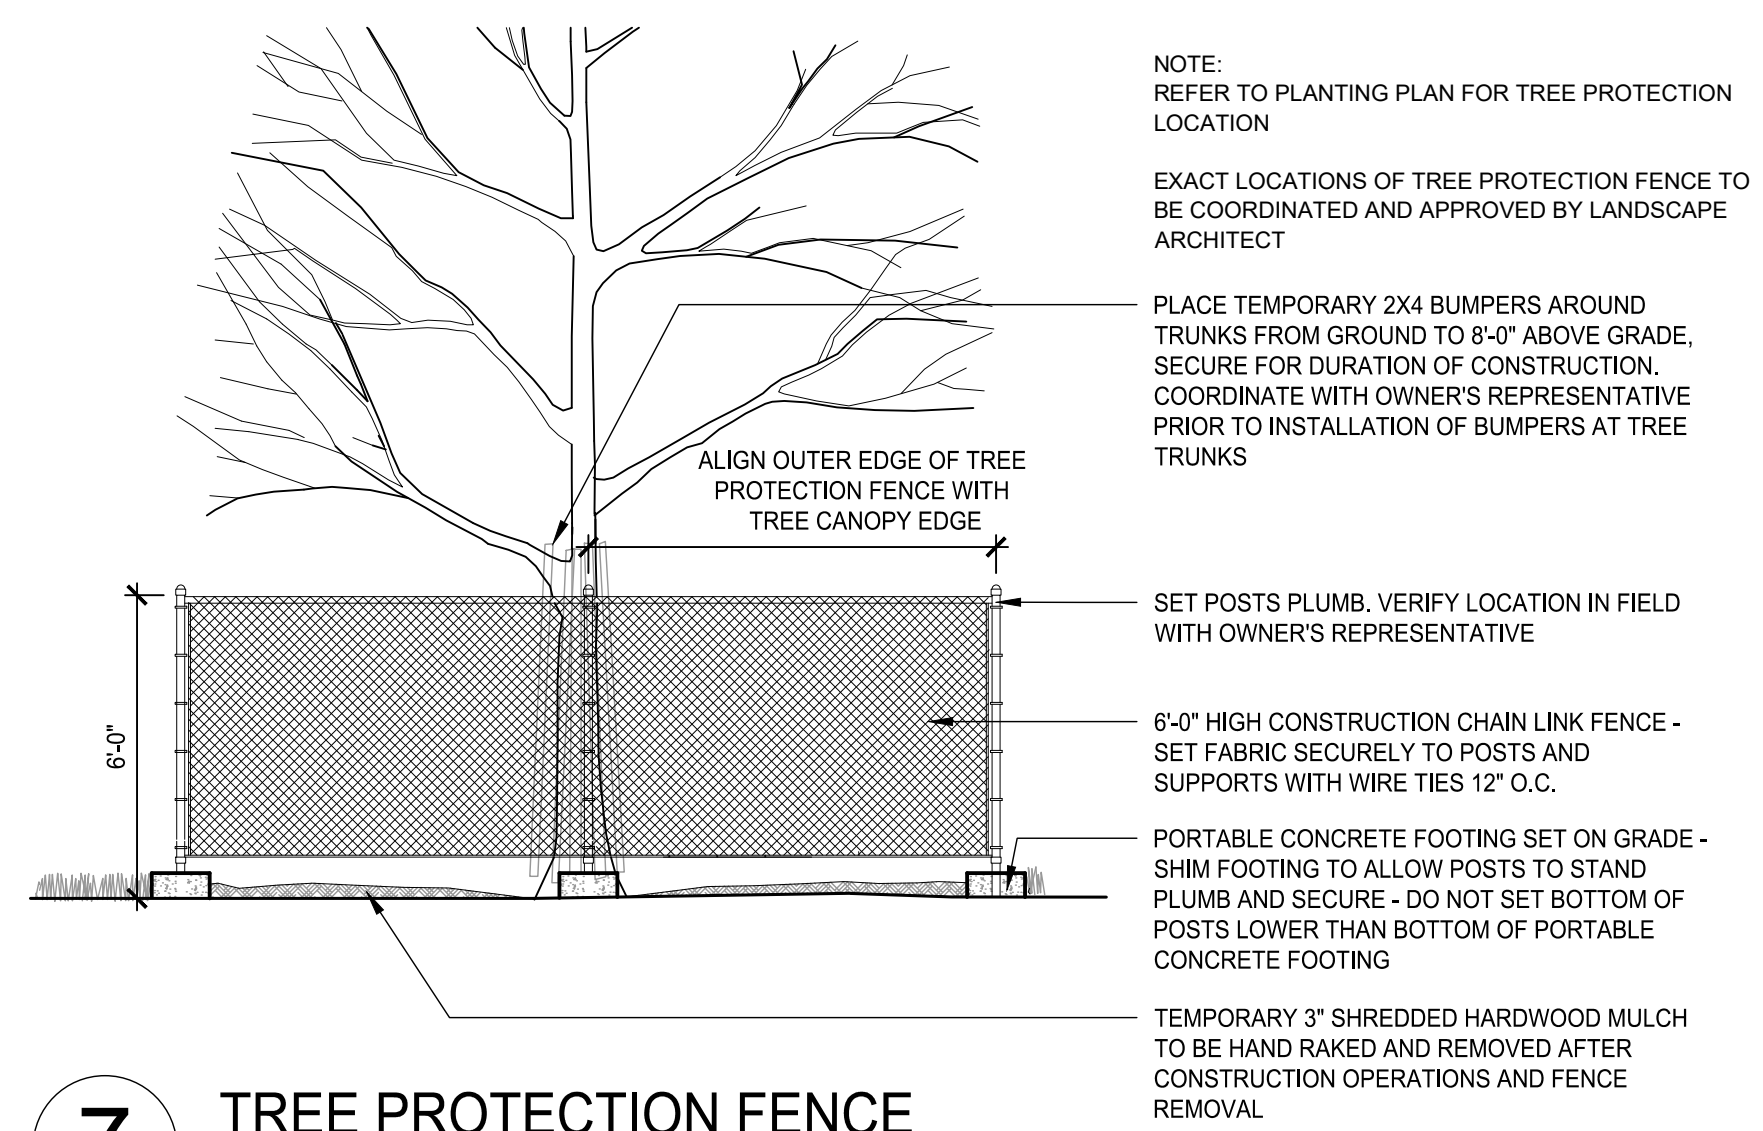 NOTE:
REFER TO PLANTING PLAN FOR TREE PROTECTION
LOCATION
EXACT LOCATIONS OF TREE PROTECTION FENCE TO
BE COORDINATED AND APPROVED BY LANDSCAPE
ARCHITECT
PLACE TEMPORARY 2X4 BUMPERS AROUND
TRUNKS FROM GROUND TO 8'-0" ABOVE GRADE,
SECURE FOR DURATION OF CONSTRUCTION.
COORDINATE WITH OWNER'S REPRESENTATIVE
PRIOR TO INSTALLATION OF BUMPERS AT TREE
TRUNKS
ALIGN OUTER EDGE OF TREE
PROTECTION FENCE WITH
TREE CANOPY EDGE
SET POSTS PLUMB. VERIFY LOCATION IN FIELD
WITH OWNER'S REPRESENTATIVE
6'-0"
6'-0" HIGH CONSTRUCTION CHAIN LINK FENCE -
SET FABRIC SECURELY TO POSTS AND
SUPPORTS WITH WIRE TIES 12" O.C.
PORTABLE CONCRETE FOOTING SET ON GRADE -
SHIM FOOTING TO ALLOW POSTS TO STAND
PLUMB AND SECURE - DO NOT SET BOTTOM OF
POSTS LOWER THAN BOTTOM OF PORTABLE
CONCRETE FOOTING
TEMPORARY 3" SHREDDED HARDWOOD MULCH
TO BE HAND RAKED AND REMOVED AFTER
CONSTRUCTION OPERATIONS AND FENCE
REMOVAL
TREE PROTECTION FENCE